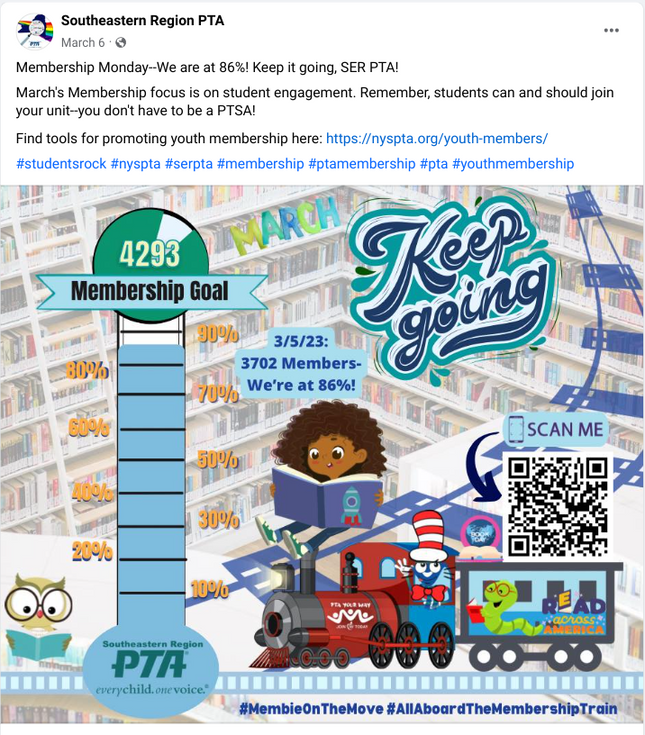 Southeastern Region PTA
March 6 ·
Membership Monday--We are at 86%! Keep it going, SER PTA!
March's Membership focus is on student engagement. Remember, students can and should join
your unit--you don't have to be a PTSA!
Find tools for promoting youth membership here: https://nyspta.org/youth-members/
#studentsrock #nyspta #serpta #membership #ptamembership #pta #youthmembership
MARCH
Keep
going
4293
Membership Goal
90%
80%
70%
60%
50%
40%
30%
20%
10%
3/5/23:
3702 Members-
We're at 86%!
SCAN ME
PTA YOUR WAY
JOIN TODAY
READ
across
AMERICA
Southeastern Region
PTA®
everychild.onevoice.®
#MembieOnTheMove #AllAboardTheMembershipTrain